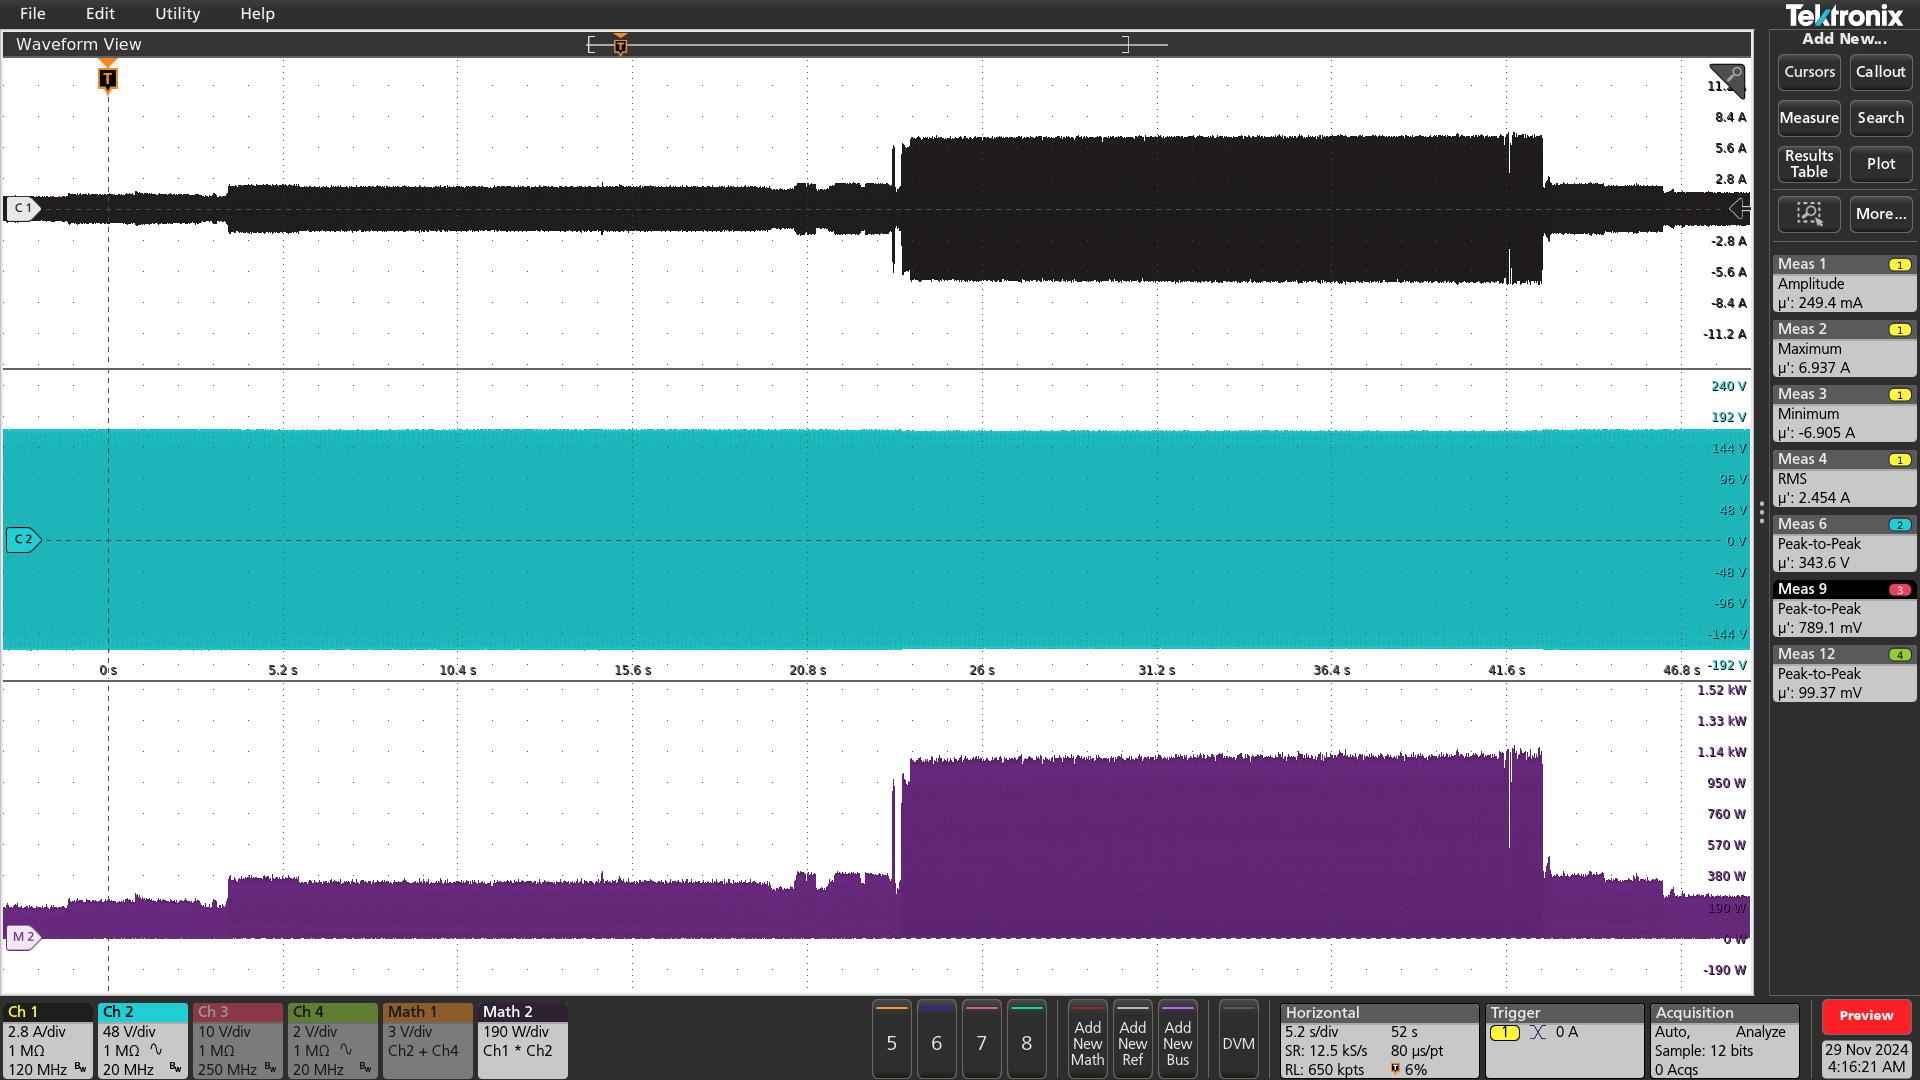 File Edit Utility Help
Tektronix
Waveform View
Add New...
T
T
Cursors Callout
Measure Search
Results Table Plot
More...
8.4 A
5.6 A
2.8 A
-2.8 A
-5.6 A
-8.4 A
-11.2 A
C 1
240 V
192 V
144 V
96 V
48 V
0 V
-48 V
-96 V
-144 V
-192 V
C 2
0 s 5.2 s 10.4 s 15.6 s 20.8 s 26 s 31.2 s 36.4 s 41.6 s 46.8 s
1.52 kW
1.33 kW
1.14 kW
950 W
760 W
570 W
380 W
190 W
0 W
-190 W
M 2
Meas 1 1
Amplitude
µ': 249.4 mA
Meas 2 1
Maximum
µ': 6.937 A
Meas 3 1
Minimum
µ': -6.905 A
Meas 4 1
RMS
µ': 2.454 A
Meas 6 2
Peak-to-Peak
µ': 343.6 V
Meas 9 3
Peak-to-Peak
µ': 789.1 mV
Meas 12 4
Peak-to-Peak
µ': 99.37 mV
Ch 1
2.8 A/div
1 MΩ
120 MHz Bw
Ch 2
48 V/div
1 MΩ
20 MHz Bw
Ch 3
10 V/div
1 MΩ
250 MHz Bw
Ch 4
2 V/div
1 MΩ
20 MHz Bw
Math 1
3 V/div
Ch2 + Ch4
Math 2
190 W/div
Ch1 * Ch2
5 6 7 8
Add New Math
Add New Ref
Add New Bus
DVM
Horizontal
5.2 s/div 52 s
SR: 12.5 kS/s 80 µs/pt
RL: 650 kpts T 6%
Trigger
1 0 A
Acquisition
Auto, Analyze
Sample: 12 bits
0 Acqs
Preview
29 Nov 2024
4:16:21 AM